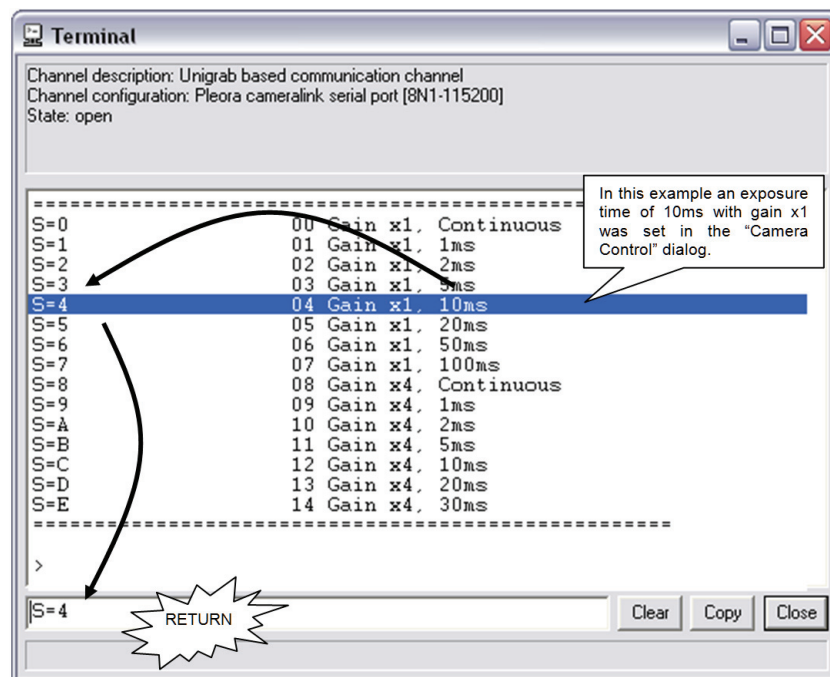 Terminal
Channel description: Unigrab based communication channel
Channel configuration: Pleora cameralink serial port [8N1-115200]
State: open
In this example an exposure
time of 10ms with gain x1
was set in the “Camera
Control” dialog.
==========================================================
S=0 00 Gain x1, Continuous
S=1 01 Gain x1, 1ms
S=2 02 Gain x1, 2ms
S=3 03 Gain x1, 5ms
S=4 04 Gain x1, 10ms
S=5 05 Gain x1, 20ms
S=6 06 Gain x1, 50ms
S=7 07 Gain x1, 100ms
S=8 08 Gain x4, Continuous
S=9 09 Gain x4, 1ms
S=A 10 Gain x4, 2ms
S=B 11 Gain x4, 5ms
S=C 12 Gain x4, 10ms
S=D 13 Gain x4, 20ms
S=E 14 Gain x4, 30ms
==========================================================
>
S=4
RETURN
Clear Copy Close